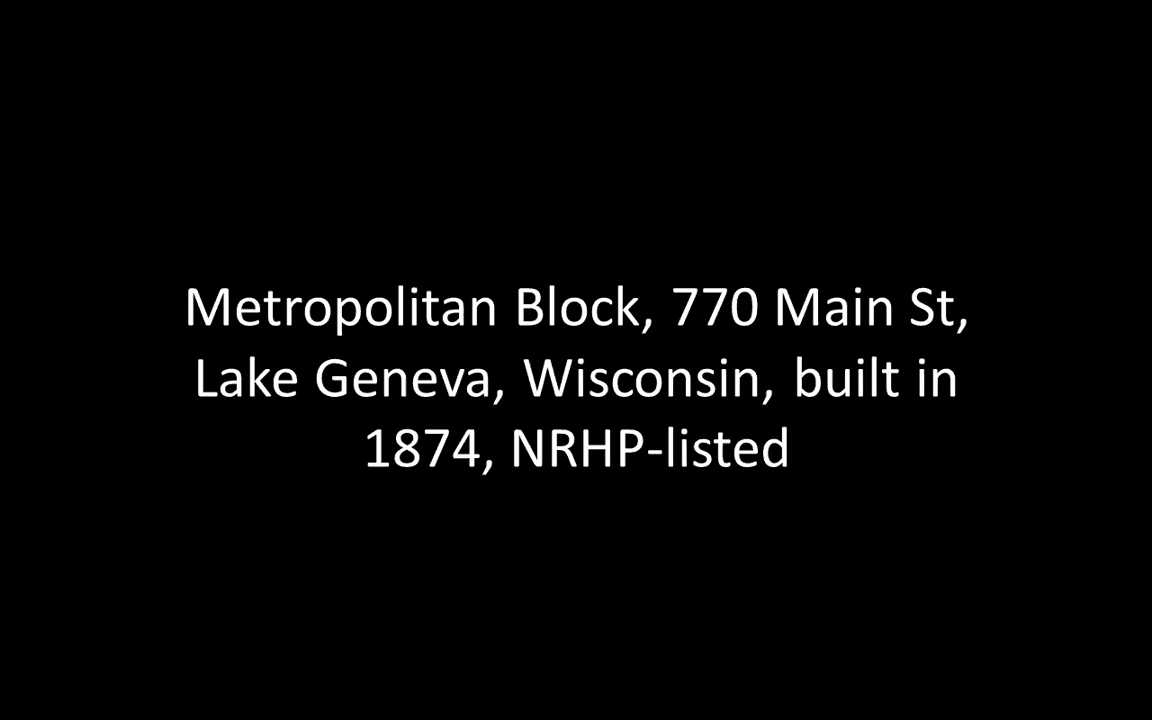 Metropolitan Block, 770 Main St,
Lake Geneva, Wisconsin, built in
1874, NRHP-listed